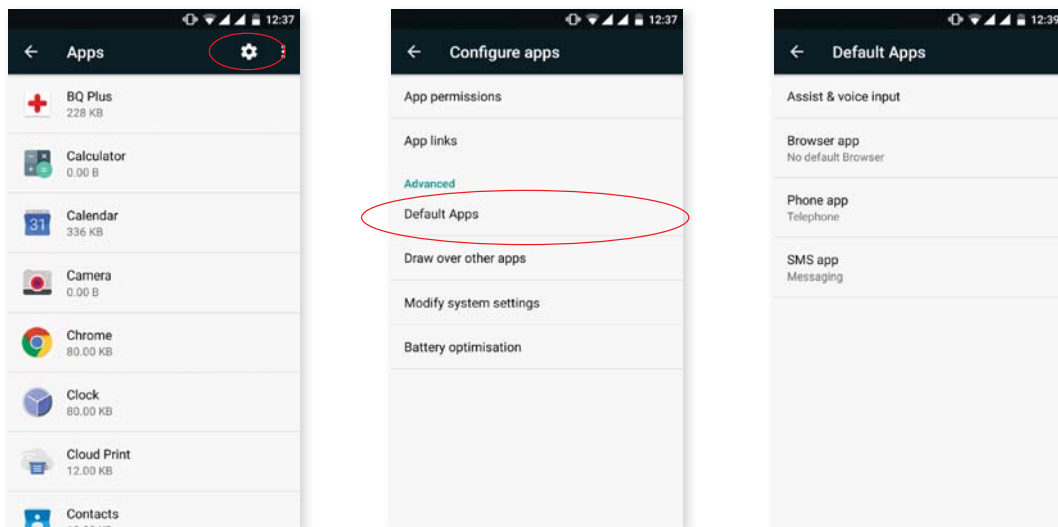 12:37
Apps
BQ Plus
228 KB
Calculator
0.00 B
31
Calendar
336 KB
Camera
0.00 B
Chrome
80.00 KB
Clock
80.00 KB
Cloud Print
12.00 KB
Contacts
12:37
Configure apps
App permissions
App links
Advanced
Default Apps
Draw over other apps
Modify system settings
Battery optimisation
12:39
Default Apps
Assist & voice input
Browser app
No default Browser
Phone app
Telephone
SMS app
Messaging